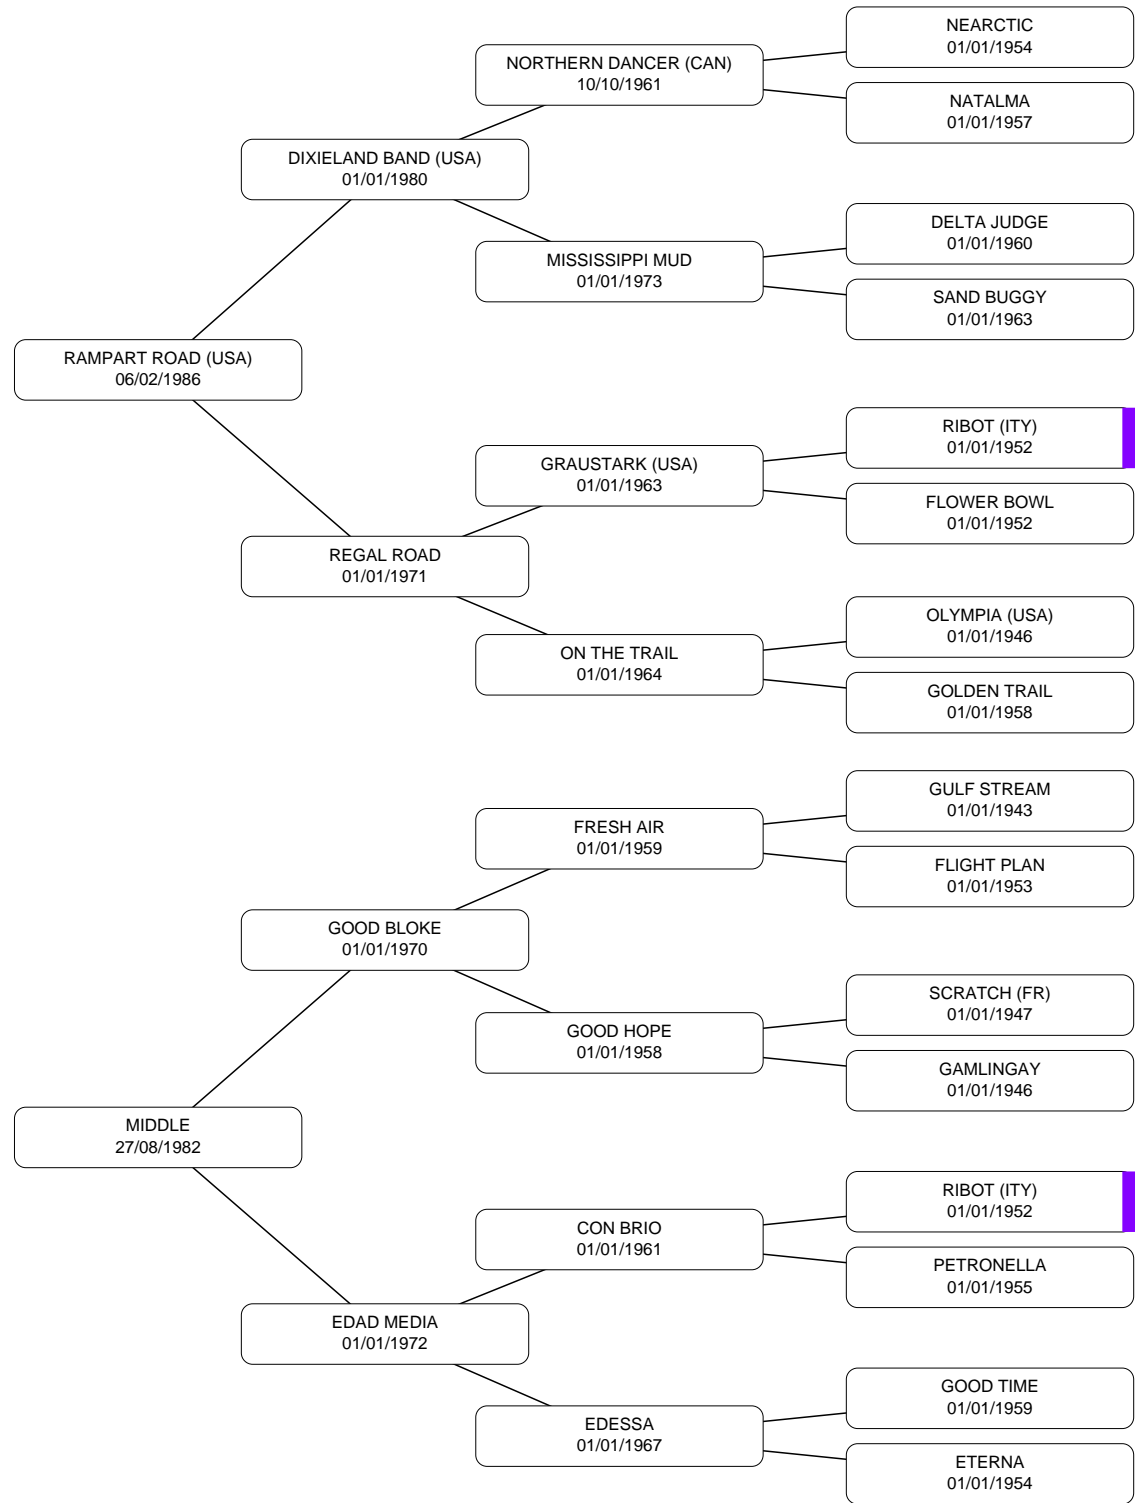 NEARCTIC
01/01/1954
NORTHERN DANCER (CAN)
10/10/1961
NATALMA
01/01/1957
DIXIELAND BAND (USA)
01/01/1980
DELTA JUDGE
01/01/1960
MISSISSIPPI MUD
01/01/1973
SAND BUGGY
01/01/1963
RAMPART ROAD (USA)
06/02/1986
RIBOT (ITY)
01/01/1952
GRAUSTARK (USA)
01/01/1963
FLOWER BOWL
01/01/1952
REGAL ROAD
01/01/1971
OLYMPIA (USA)
01/01/1946
ON THE TRAIL
01/01/1964
GOLDEN TRAIL
01/01/1958
GULF STREAM
01/01/1943
FRESH AIR
01/01/1959
FLIGHT PLAN
01/01/1953
GOOD BLOKE
01/01/1970
SCRATCH (FR)
01/01/1947
GOOD HOPE
01/01/1958
GAMLINGAY
01/01/1946
MIDDLE
27/08/1982
RIBOT (ITY)
01/01/1952
CON BRIO
01/01/1961
PETRONELLA
01/01/1955
EDAD MEDIA
01/01/1972
GOOD TIME
01/01/1959
EDESSA
01/01/1967
ETERNA
01/01/1954